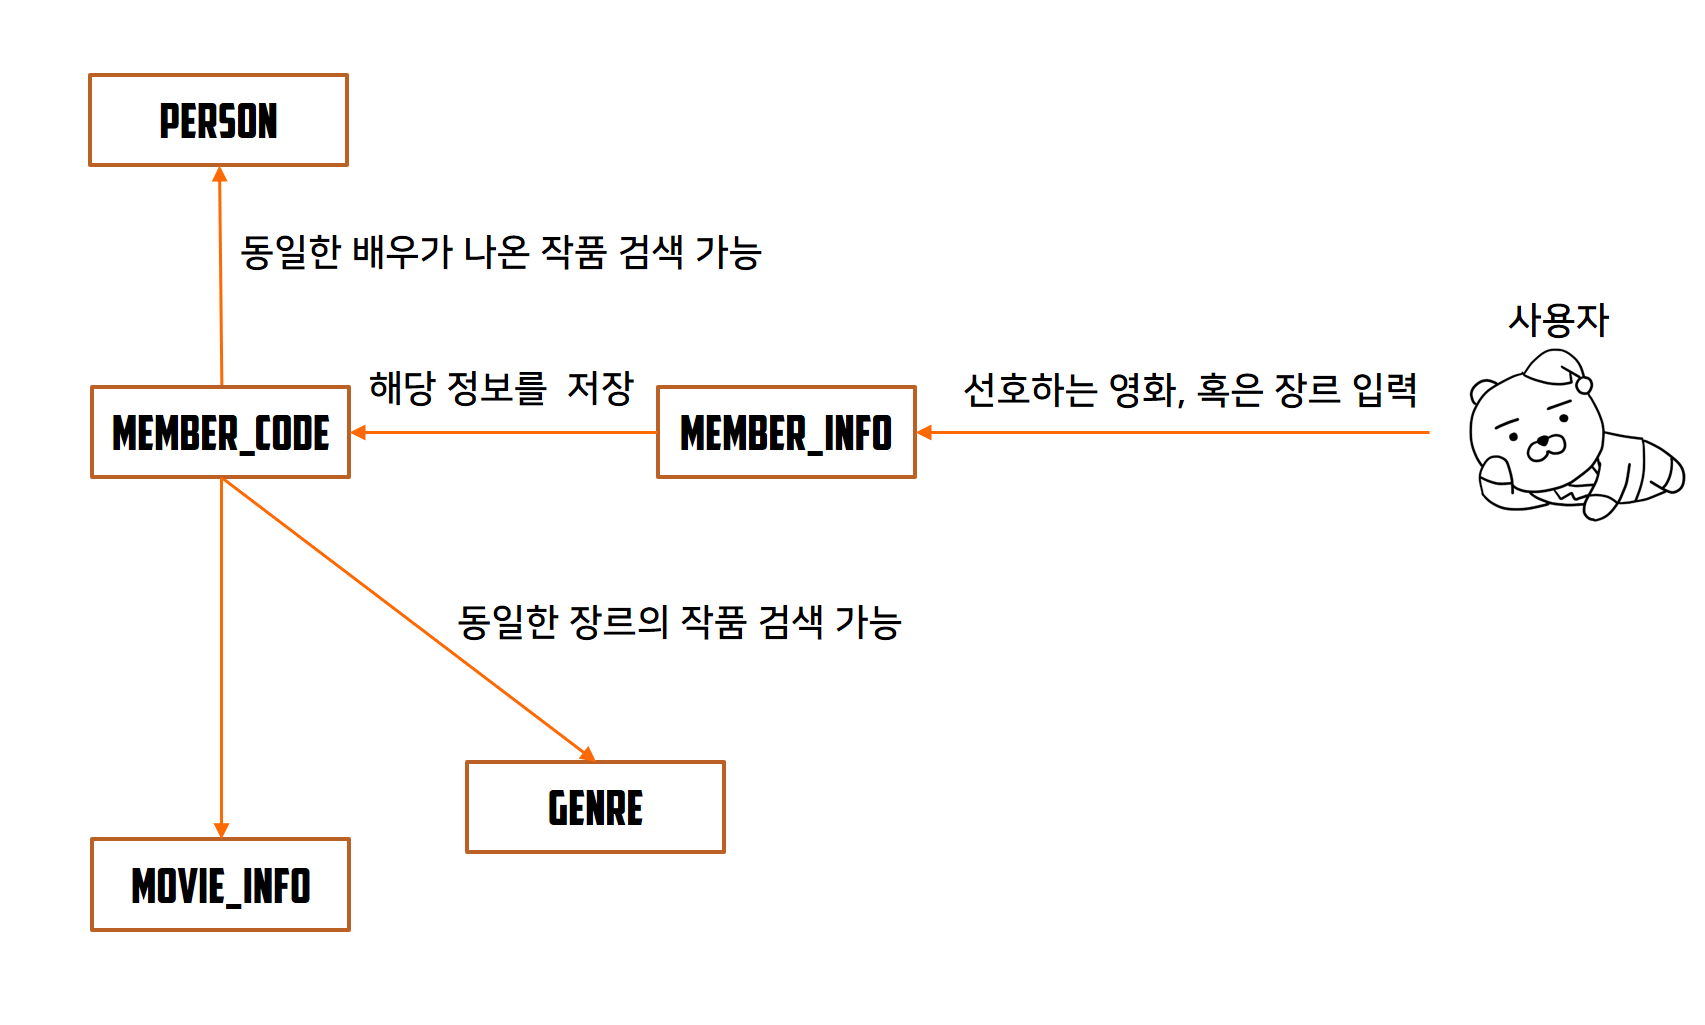 PERSON
동일한 배우가 나온 작품 검색 가능
사용자
해당 정보를 저장
선호하는 영화, 혹은 장르 입력
MEMBER_CODE
MEMBER_INFO
동일한 장르의 작품 검색 가능
GENRE
MOVIE_INFO